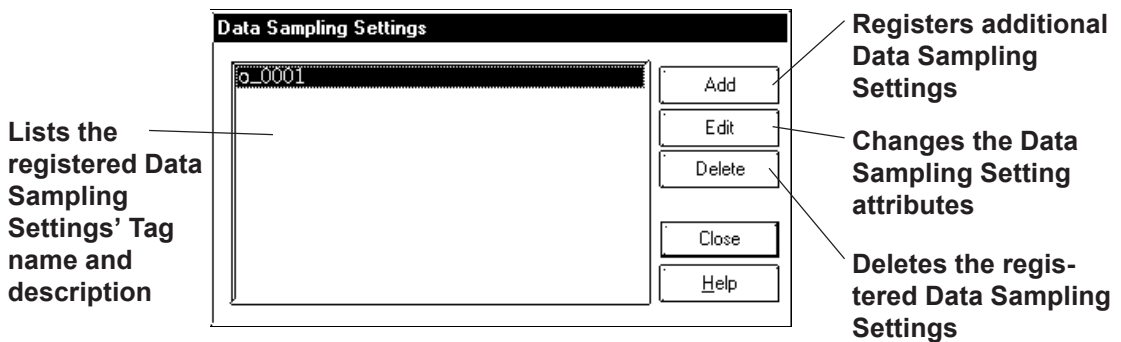 Data Sampling Settings
o_0001
Add
Edit
Delete
Close
Help
Lists the
registered Data
Sampling
Settings’ Tag
name and
description
Registers additional
Data Sampling
Settings
Changes the Data
Sampling Setting
attributes
Deletes the regis-
tered Data Sampling
Settings